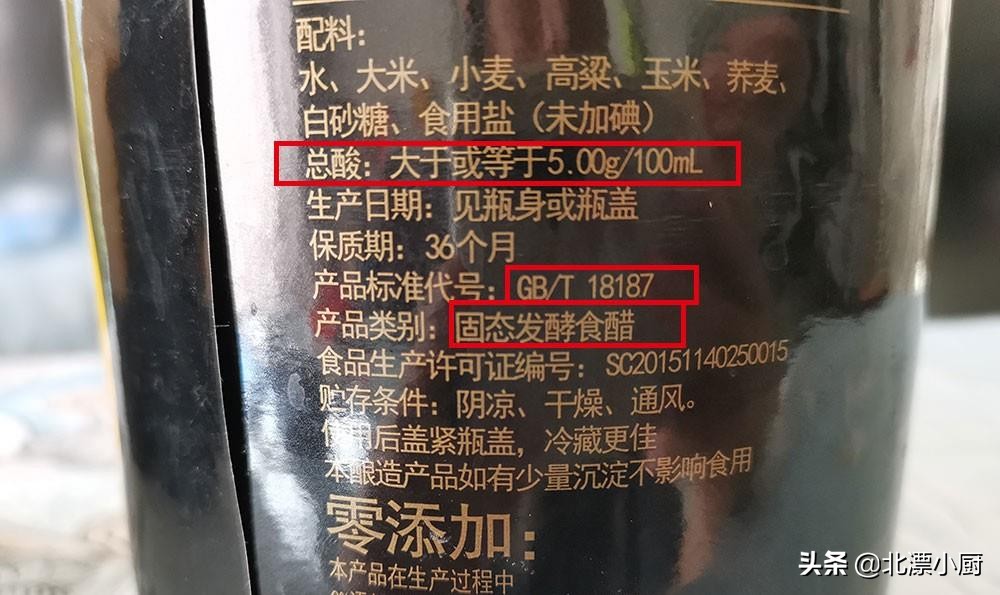 配料：
水、大米、小麦、高粱、玉米、荞麦、
白砂糖、食用盐（未加碘）
总酸：大于或等于5.00g/100mL
生产日期：见瓶身或瓶盖
保质期：36个月
产品标准代号：GB/T 18187
产品类别：固态发酵食醋
食品生产许可证编号：SC20151140250015
贮存条件：阴凉、干燥、通风。
使用后盖紧瓶盖，冷藏更佳
本酿造产品如有少量沉淀不影响食用
零添加：
本产品在生产过程中
头条 @北漂小厨